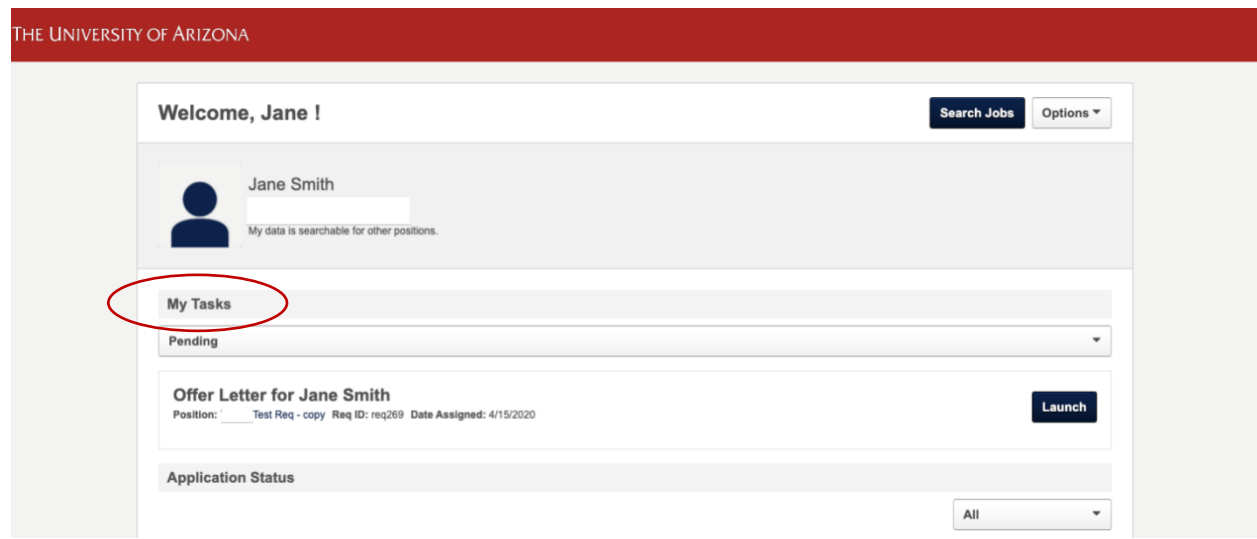 THE UNIVERSITY OF ARIZONA
Welcome, Jane !
Search Jobs
Options
Jane Smith
My data is searchable for other positions.
My Tasks
Pending
Offer Letter for Jane Smith
Position: Test Req - copy Req ID: req269 Date Assigned: 4/15/2020
Launch
Application Status
All